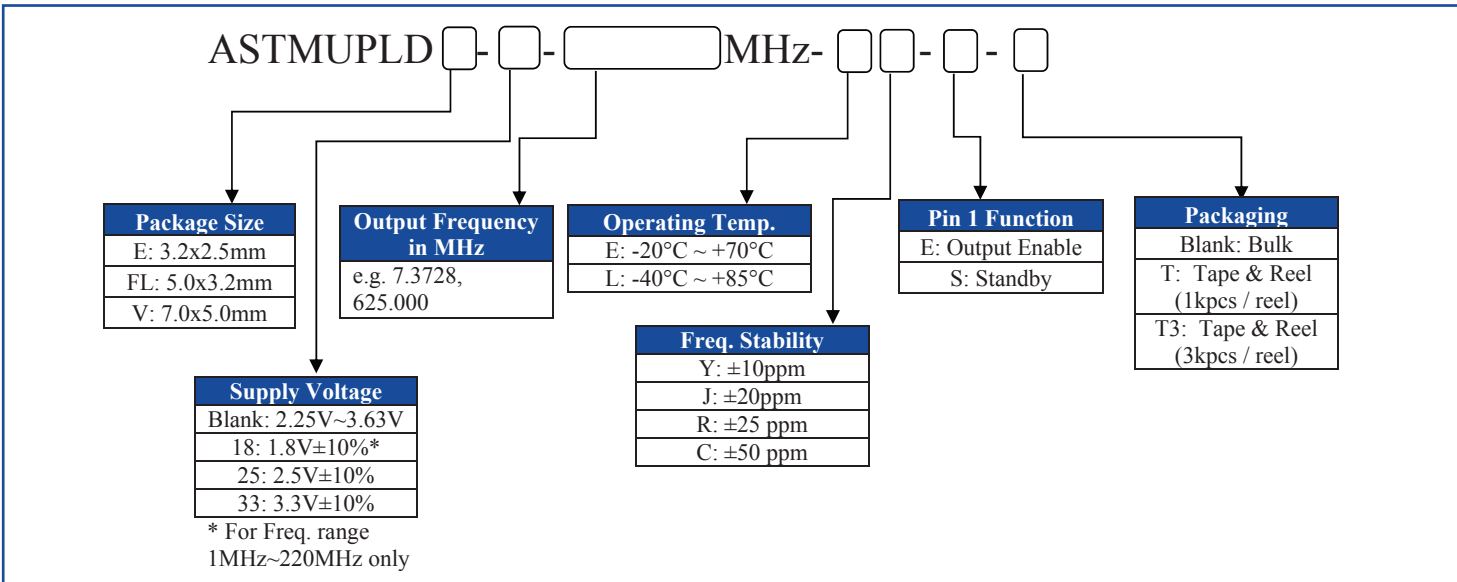 ASTMUPLD - - MHz- - -
Package Size
E: 3.2x2.5mm
FL: 5.0x3.2mm
V: 7.0x5.0mm
Supply Voltage
Blank: 2.25V~3.63V
18: 1.8V±10%*
25: 2.5V±10%
33: 3.3V±10%
* For Freq. range
1MHz~220MHz only
Output Frequency
in MHz
e.g. 7.3728,
625.000
Operating Temp.
E: -20°C ~ +70°C
L: -40°C ~ +85°C
Freq. Stability
Y: ±10ppm
J: ±20ppm
R: ±25 ppm
C: ±50 ppm
Pin 1 Function
E: Output Enable
S: Standby
Packaging
Blank: Bulk
T: Tape & Reel
(1kpcs / reel)
T3: Tape & Reel
(3kpcs / reel)